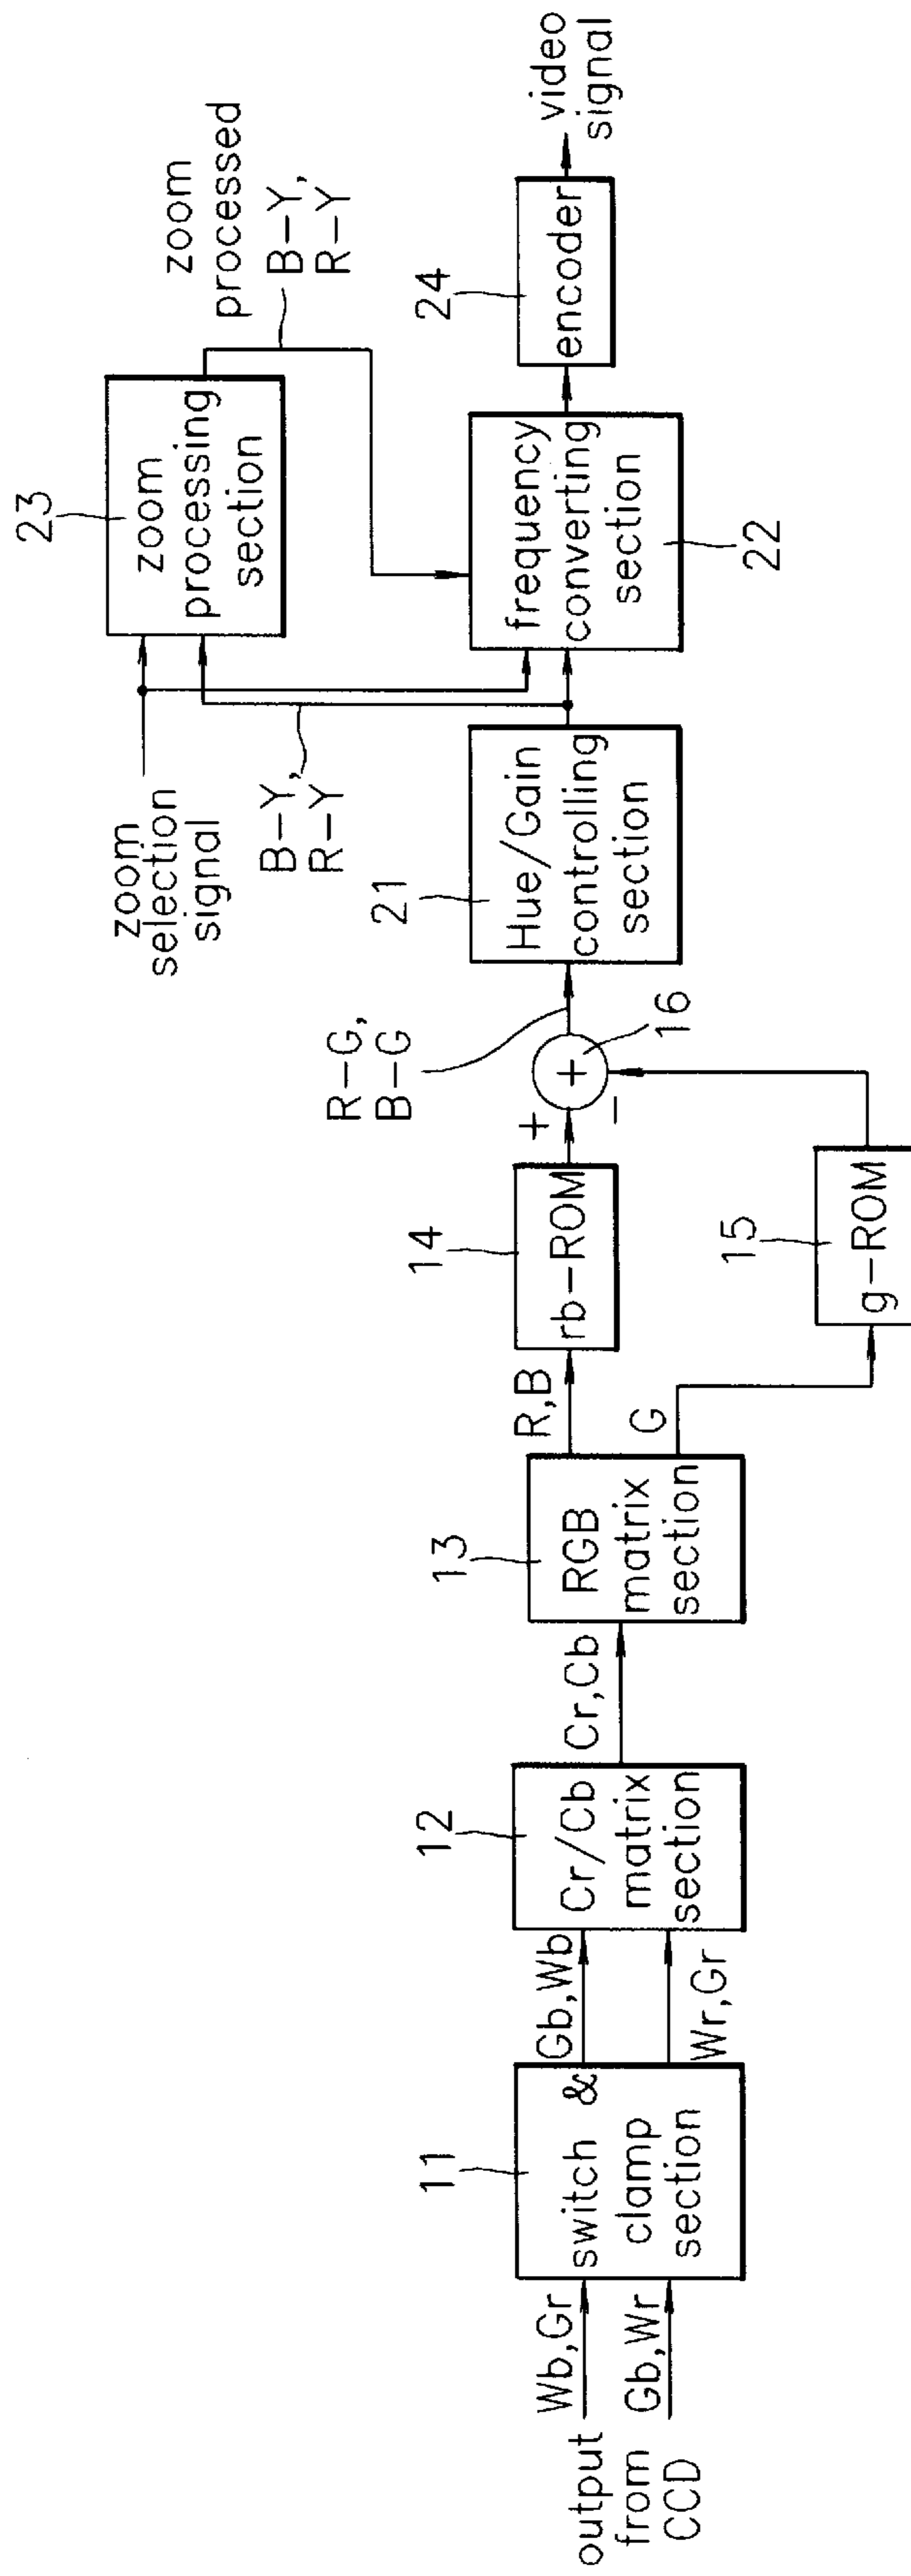 output
from
CCD
Wb,Gr
Gb,Wr
11
switch &
clamp
section
Gb,Wb
Wr,Gr
12
Cr/Cb
matrix
section
Cr,Cb
13
RGB
matrix
section
R,B
G
14
rb-ROM
15
g-ROM
+
-
+
16
R-G,
B-G
21
Hue/Gain
controlling
section
zoom
selection
signal
B-Y,
R-Y
23
zoom
processing
section
zoom
processed
B-Y,
R-Y
frequency
converting
section
22
24
encoder
video
signal